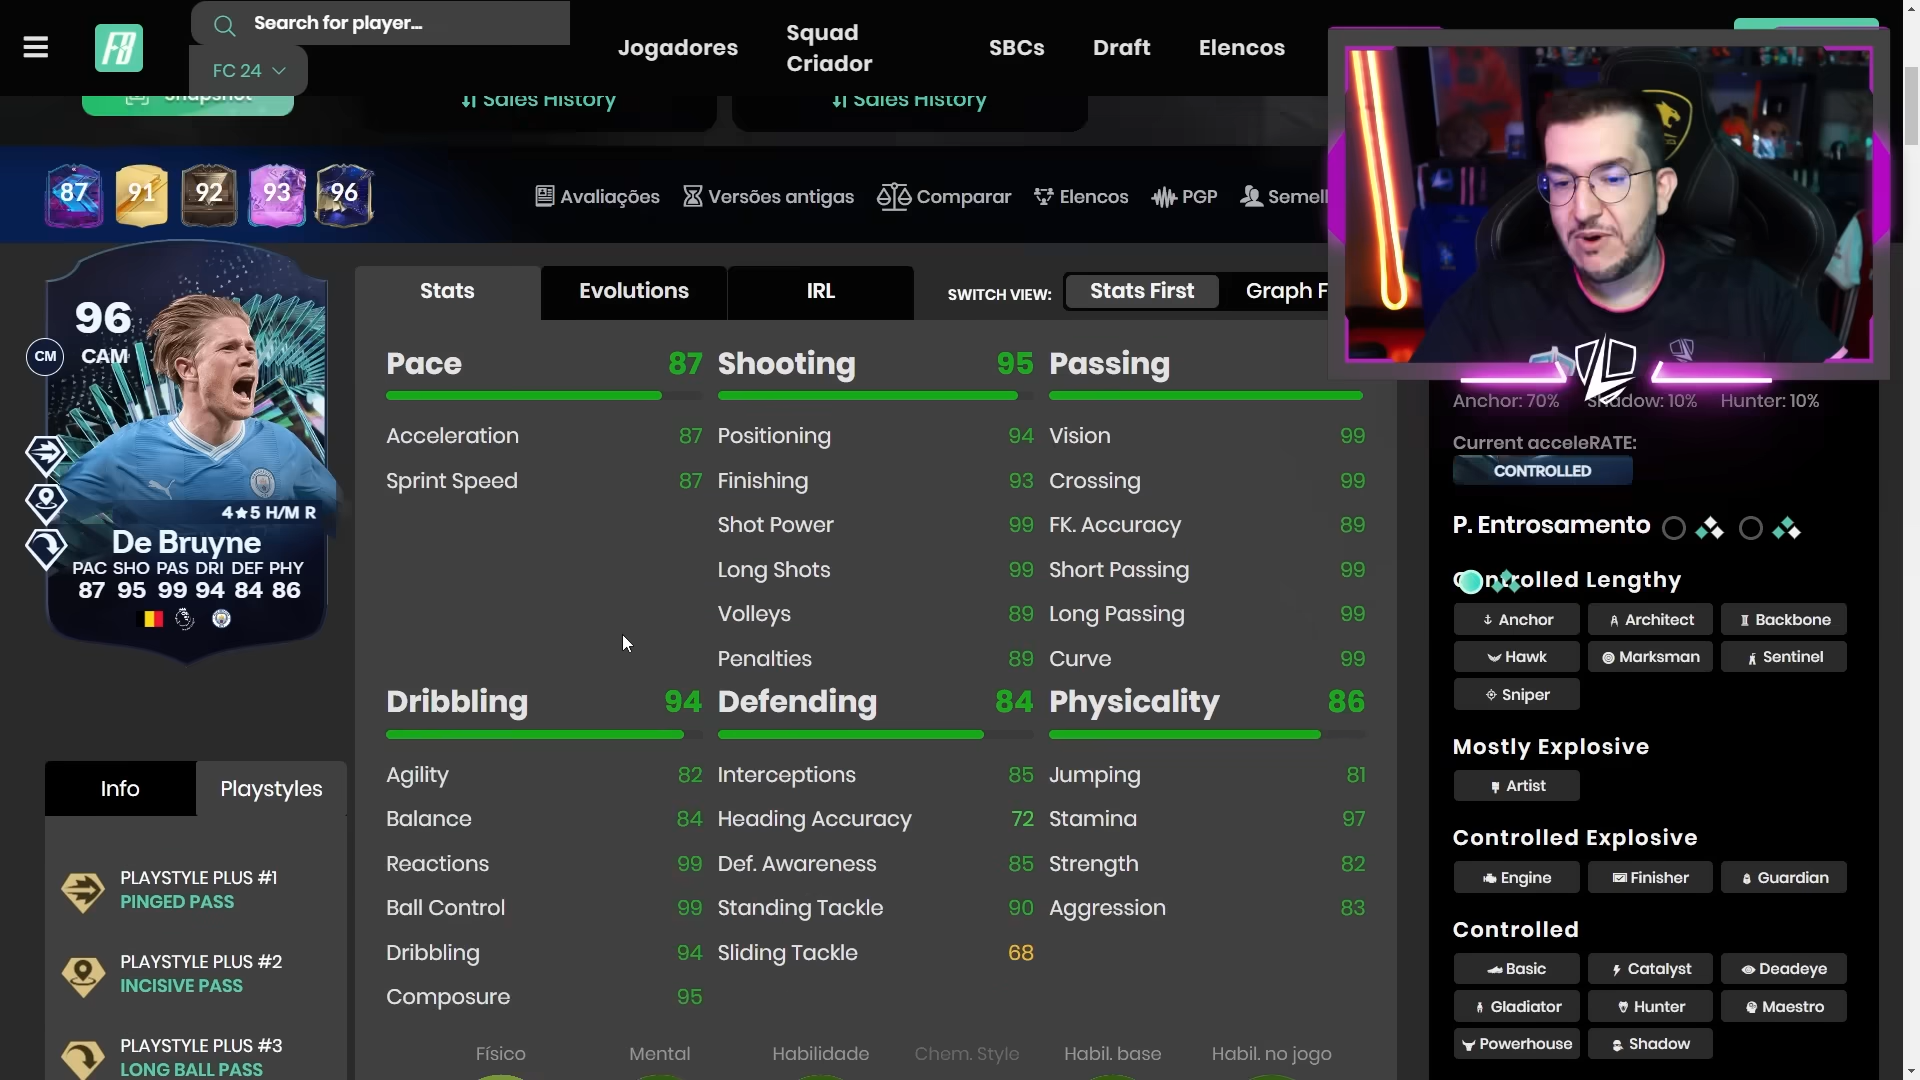 Search for player...
FC 24
Jogadores
Squad
Criador
SBCs
Draft
Elencos
Snapshot
Sales History
Sales History
87
91
92
93
96
Avaliações
Versões antigas
Comparar
Elencos
PGP
Semell
96
CAM
CM
4★5 H/M R
De Bruyne
PAC SHO PAS DRI DEF PHY
87 95 99 94 84 86
Stats
Evolutions
IRL
SWITCH VIEW:
Stats First
Graph F
Pace 87
Acceleration 87
Sprint Speed 87
Shooting 95
Positioning 94
Finishing 93
Shot Power 99
Long Shots 99
Volleys 89
Penalties 89
Passing
Vision 99
Crossing 99
FK. Accuracy 89
Short Passing 99
Long Passing 99
Curve 99
Dribbling 94
Agility 82
Balance 84
Reactions 99
Ball Control 99
Dribbling 94
Composure 95
Defending 84
Interceptions 85
Heading Accuracy 72
Def. Awareness 85
Standing Tackle 90
Sliding Tackle 68
Physicality 86
Jumping 81
Stamina 97
Strength 82
Aggression 83
Físico
Mental
Habilidade
Chem. Style
Habil. base
Habil. no jogo
Info
Playstyles
PLAYSTYLE PLUS #1
PINGED PASS
PLAYSTYLE PLUS #2
INCISIVE PASS
PLAYSTYLE PLUS #3
LONG BALL PASS
Anchor: 70% Shadow: 10% Hunter: 10%
Current acceleRATE:
CONTROLLED
P. Entrosamento
Controlled Lengthy
Anchor
Architect
Backbone
Hawk
Marksman
Sentinel
Sniper
Mostly Explosive
Artist
Controlled Explosive
Engine
Finisher
Guardian
Controlled
Basic
Catalyst
Deadeye
Gladiator
Hunter
Maestro
Powerhouse
Shadow